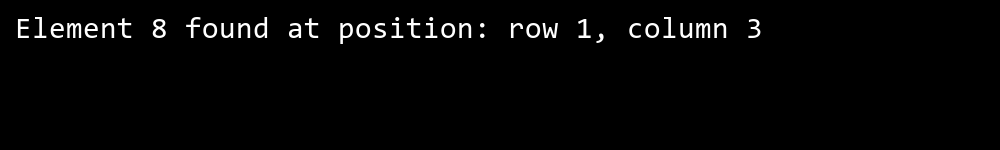 Element 8 found at position: row 1, column 3